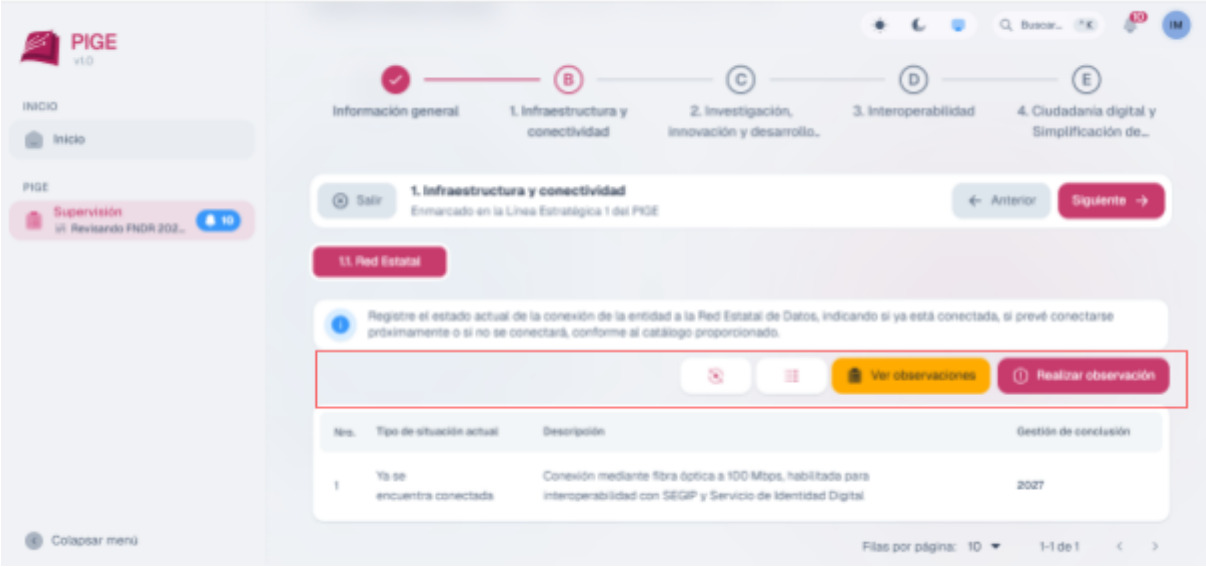 PIGE
v1.0
INICIO
Inicio
PIGE
Supervisión
Revisando FNDR 202...
10
Colapsar menú
Buscar...
K
10
IM
B
C
D
E
Información general
1. Infraestructura y
conectividad
2. Investigación,
innovación y desarrollo...
3. Interoperabilidad
4. Ciudadanía digital y
Simplificación de...
Salir
1. Infraestructura y conectividad
Enmarcado en la Línea Estratégica 1 del PIGE
← Anterior
Siguiente →
1.1. Red Estatal
Registre el estado actual de la conexión de la entidad a la Red Estatal de Datos, indicando si ya está conectada, si prevé conectarse
próximamente o si no se conectará, conforme al catálogo proporcionado.
Ver observaciones
Realizar observación
Nro.
Tipo de situación actual
Descripción
Gestión de conclusión
1
Ya se
encuentra conectada
Conexión mediante fibra óptica a 100 Mbps, habilitada para
interoperabilidad con SEGIP y Servicio de Identidad Digital
2027
Filas por página: 10
1-1 de 1